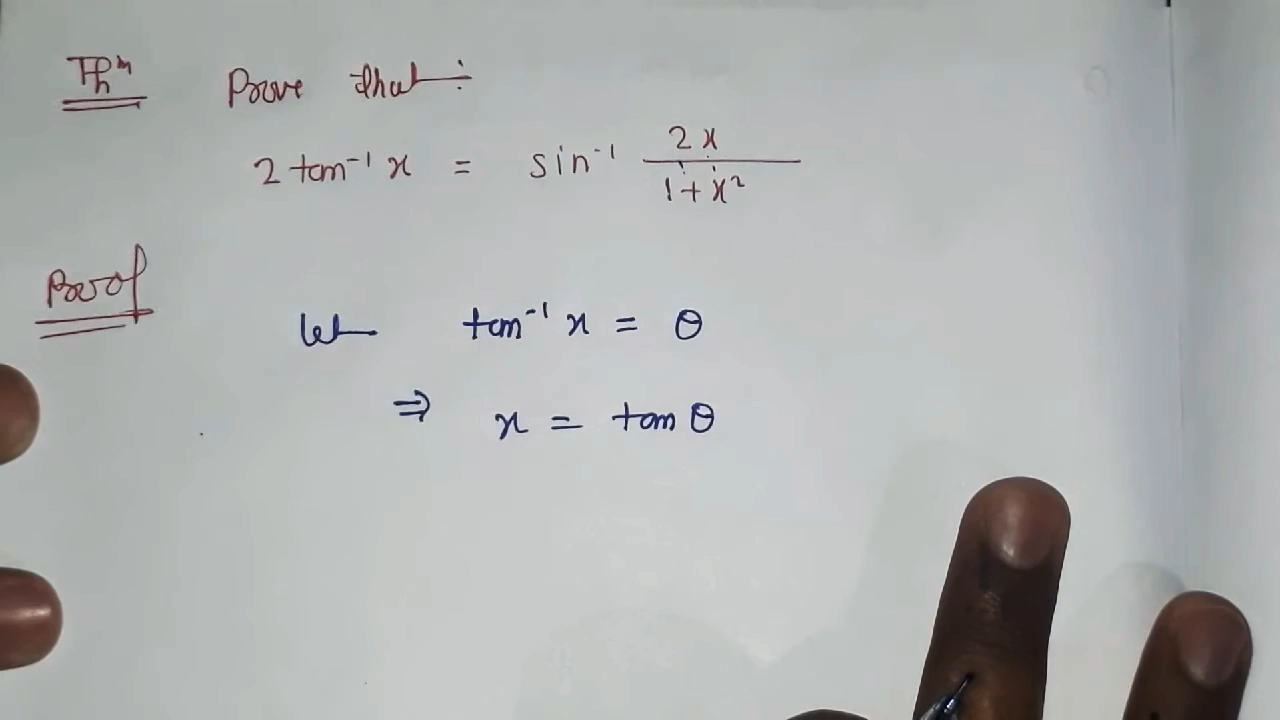 Thm Prove that :-
2 tan⁻¹ x = sin⁻¹ 2x / 1 + x²
Proof
Let tan⁻¹ x = θ
⇒ x = tan θ